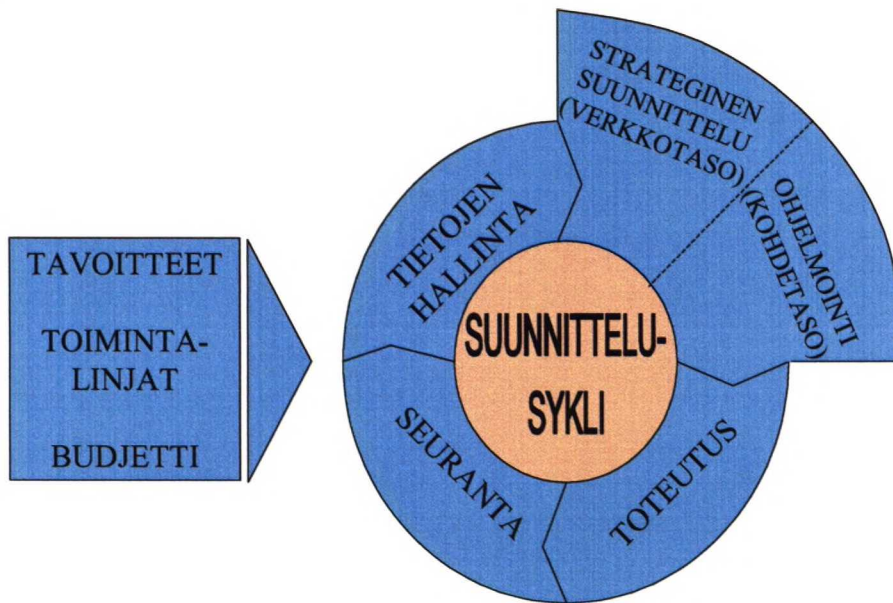 TAVOITTEET
TOIMINTA-
LINJAT
BUDJETTI
TIETOJEN
HALLINTA
STRATEGINEN
SUUNNITTELU
(VERKKOTASO)
OHJELMOINTI
(KOHDETASO)
TOTEUTUS
SEURANTA
SUUNNITTELU-
SYKLI